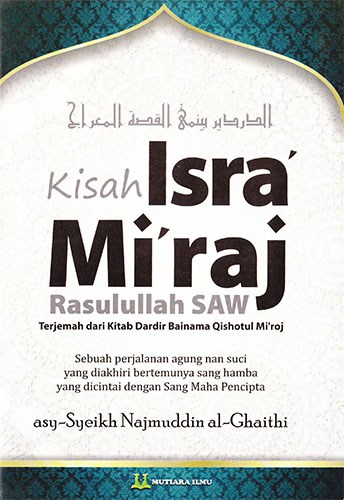 الدردير بينمى القصة المعراج
Kisah Isra'
Mi'raj
Rasulullah SAW
Terjemah dari Kitab Dardir Bainama Qishotul Mi'roj
Sebuah perjalanan agung nan suci
yang diakhiri bertemunya sang hamba
yang dicintai dengan Sang Maha Pencipta
asy-Syeikh Najmuddin al-Ghaithi
MUTIARA ILMU